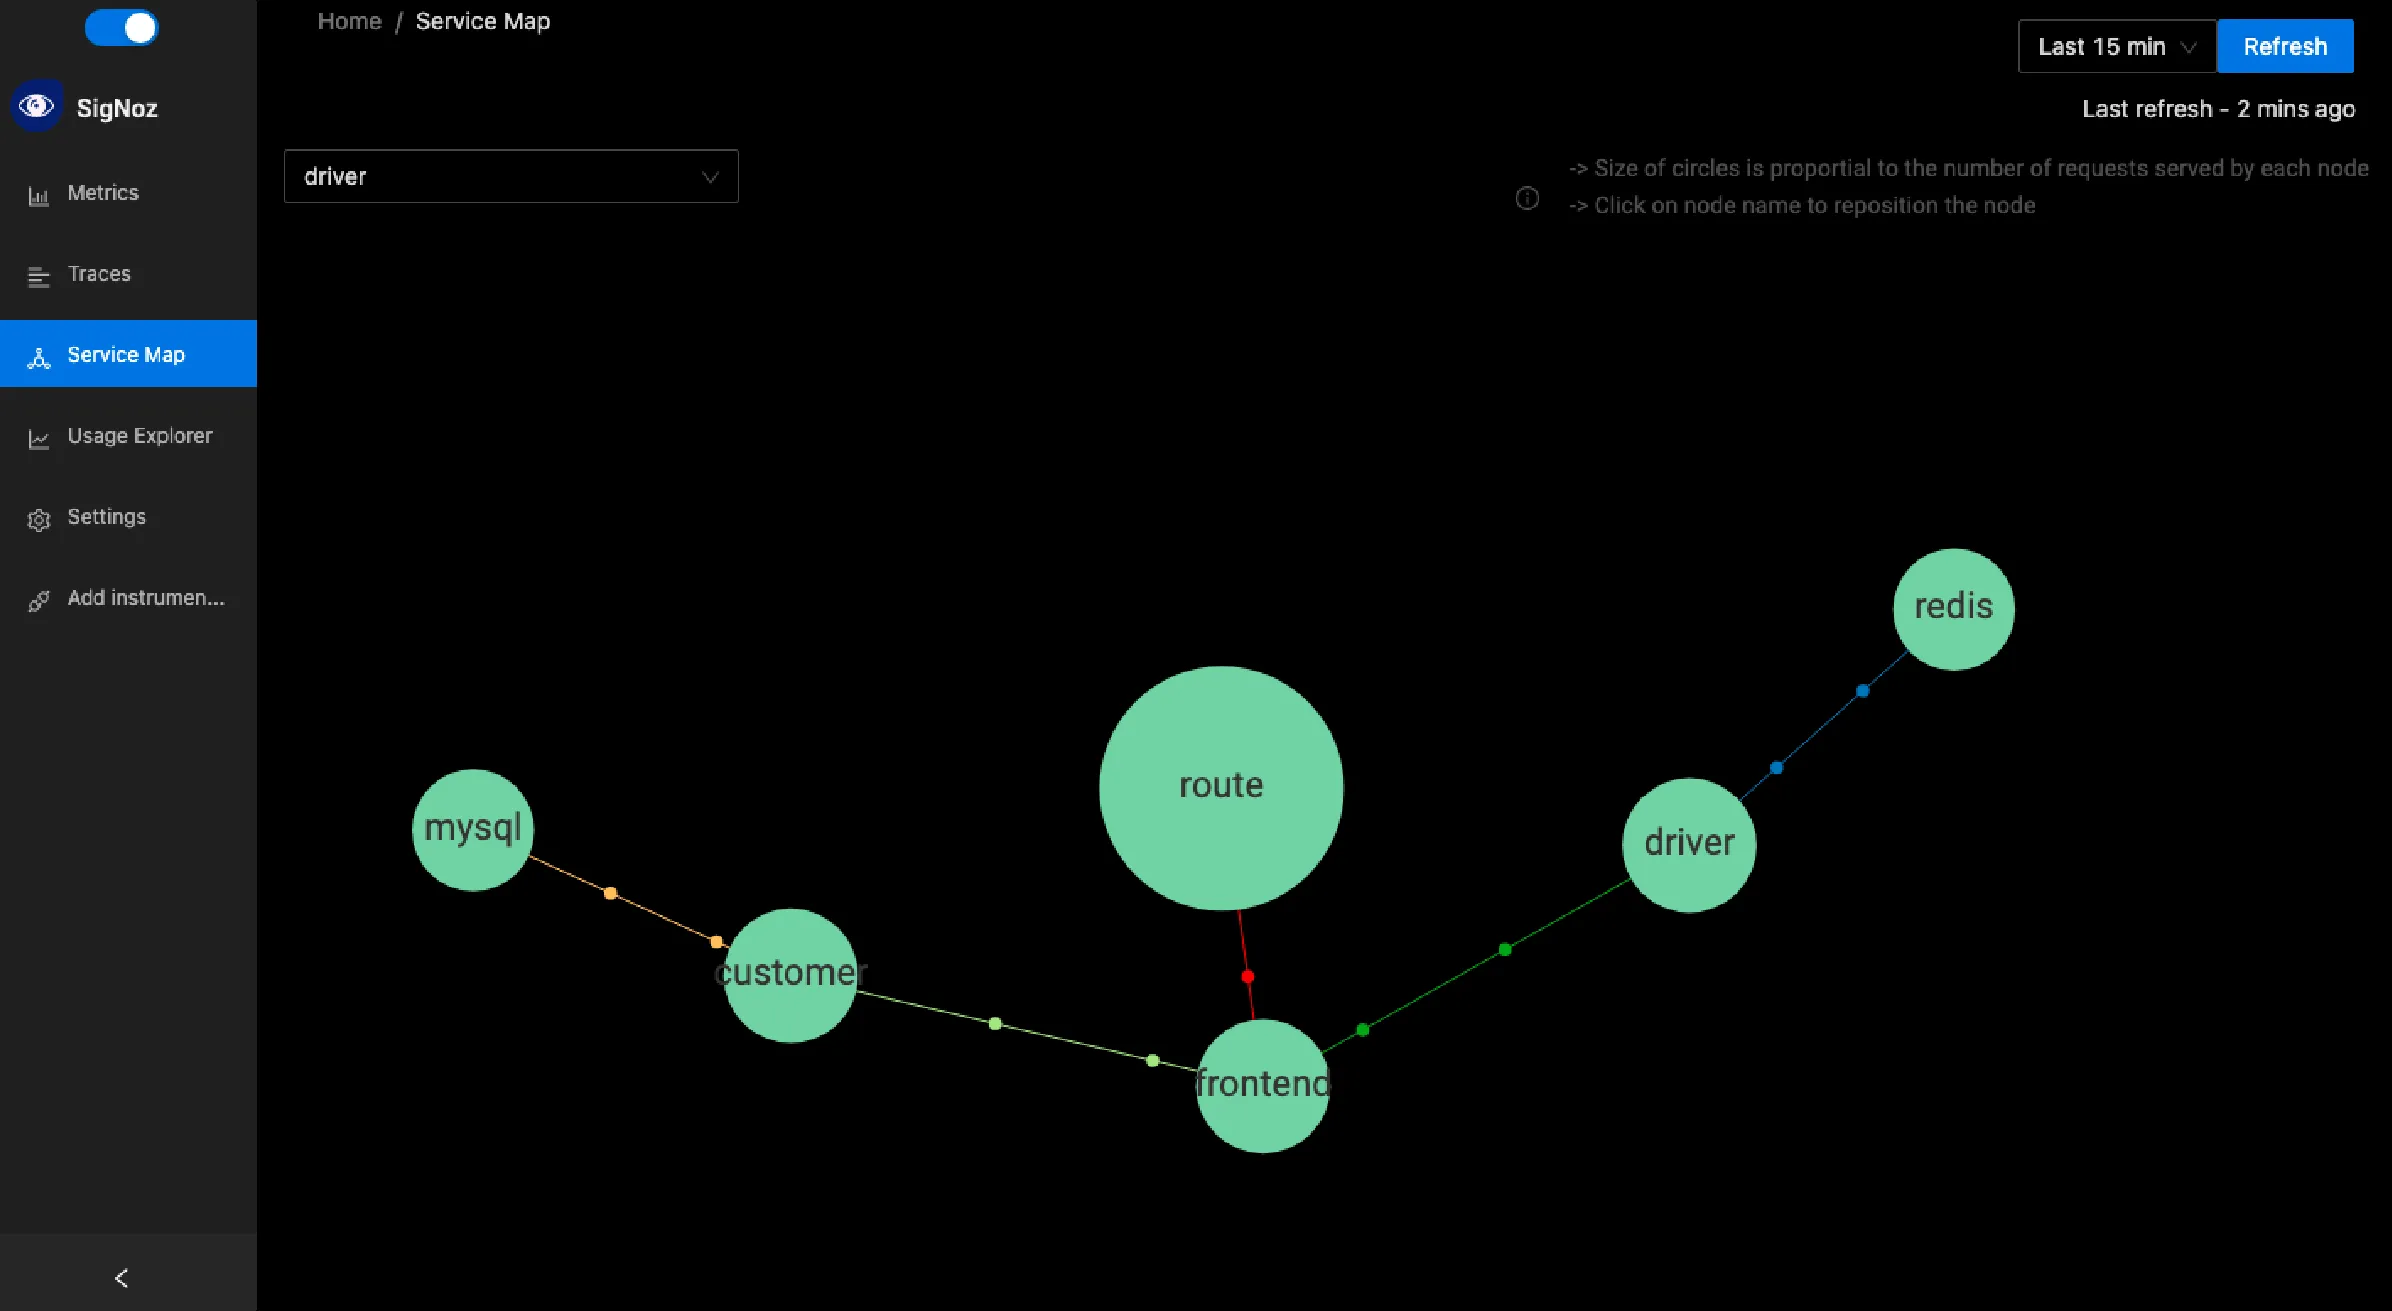 Home / Service Map
Last 15 min
Refresh
SigNoz
Last refresh - 2 mins ago
driver
-> Size of circles is proportial to the number of requests served by each node
-> Click on node name to reposition the node
Metrics
Traces
Service Map
Usage Explorer
Settings
Add instrumen...
redis
route
mysql
driver
customer
frontend